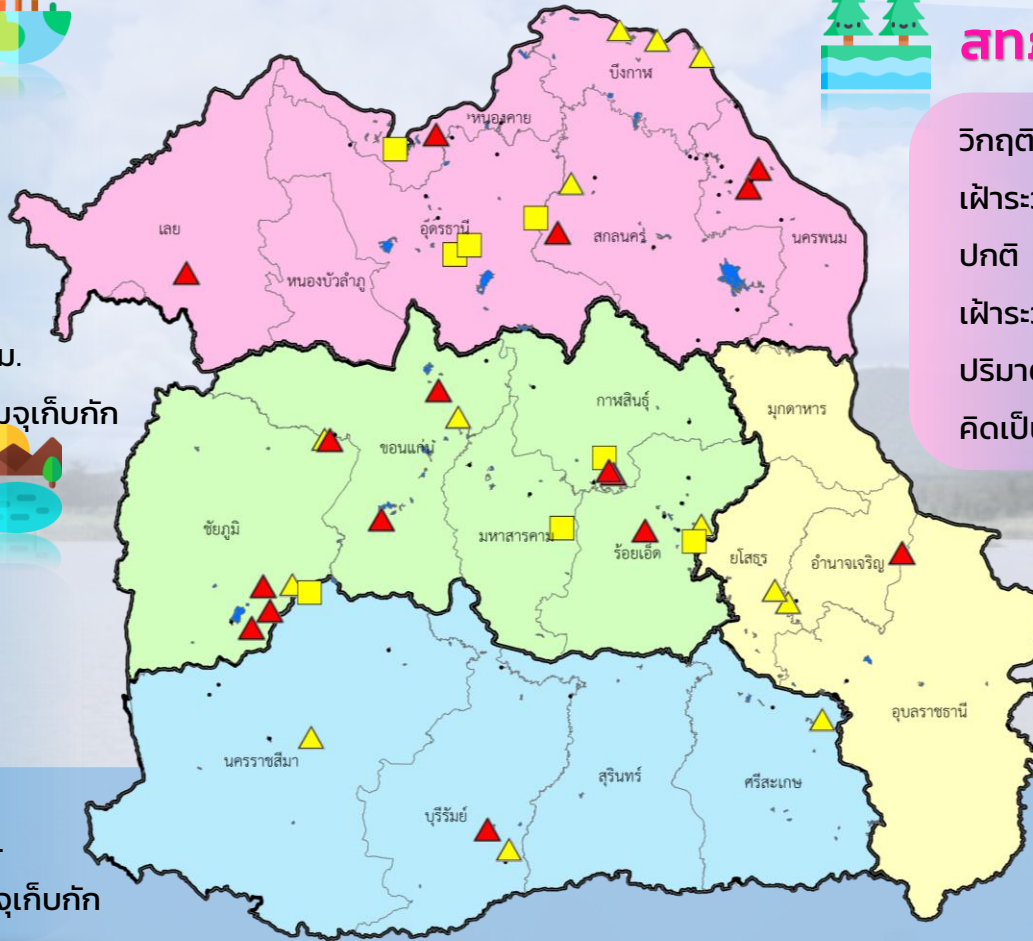 สทภ
วิกฤติ
เฝ้าระว
ปกติ
เฝ้าระว
ปริมาณ
คิดเป็น
ม.
มจุเก็บกัก
.
จุเก็บกัก
บึงกาฬ
หนองคาย
เลย
อุดรธานี
สกลนคร
นครพนม
หนองบัวลำภู
กาฬสินธุ์
มุกดาหาร
ขอนแก่น
ชัยภูมิ
มหาสารคาม
ร้อยเอ็ด
ยโสธร
อำนาจเจริญ
อุบลราชธานี
นครราชสีมา
สุรินทร์
ศรีสะเกษ
บุรีรัมย์